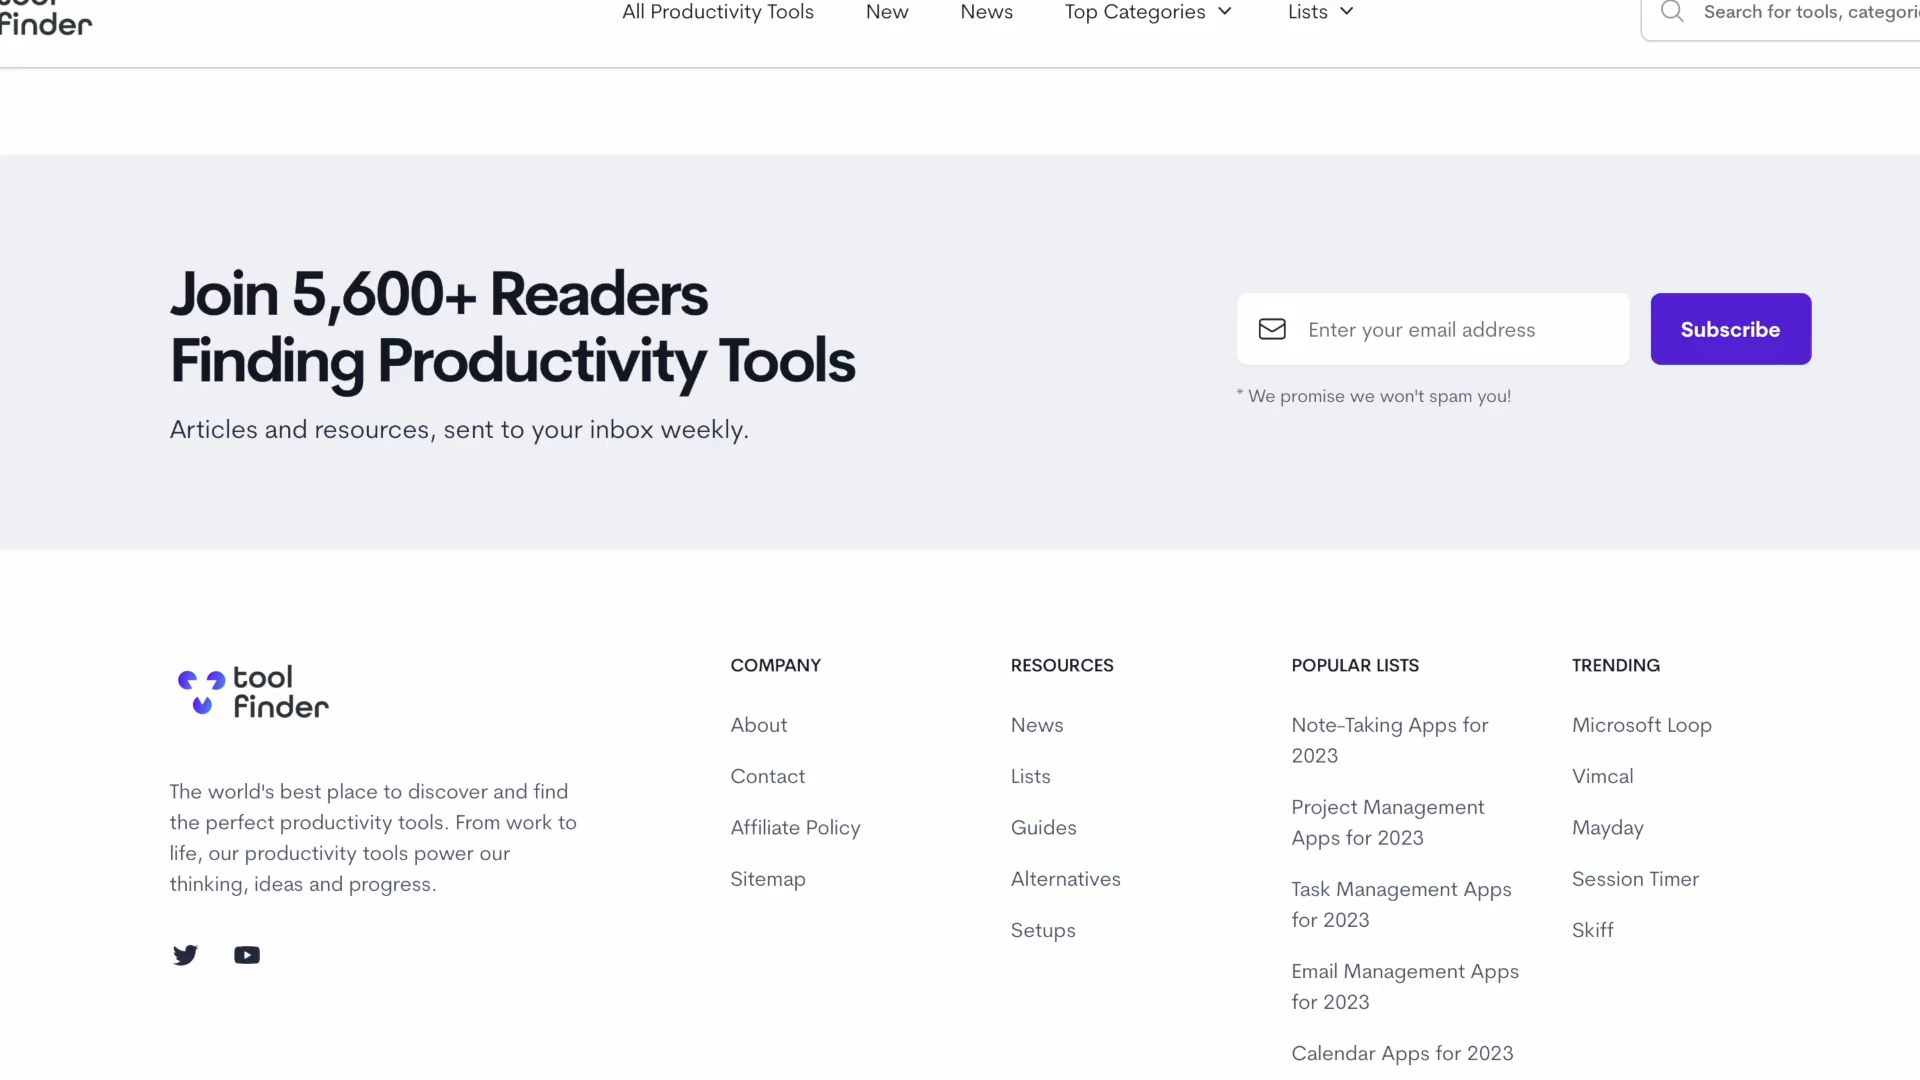 finder
All Productivity Tools
New
News
Top Categories
Lists
Search for tools,
Join 5,600+ Readers
Finding Productivity Tools
Articles and resources, sent to your inbox weekly.
Enter your email address
Subscribe
* We promise we won't spam you!
tool
finder
The world's best place to discover and find
the perfect productivity tools. From work to
life, our productivity tools power our
thinking, ideas and progress.
COMPANY
About
Contact
Affiliate Policy
Sitemap
RESOURCES
News
Lists
Guides
Alternatives
Setups
POPULAR LISTS
Note-Taking Apps for
2023
Project Management
Apps for 2023
Task Management Apps
for 2023
Email Management Apps
for 2023
Calendar Apps for 2023
TRENDING
Microsoft Loop
Vimcal
Mayday
Session Timer
Skiff